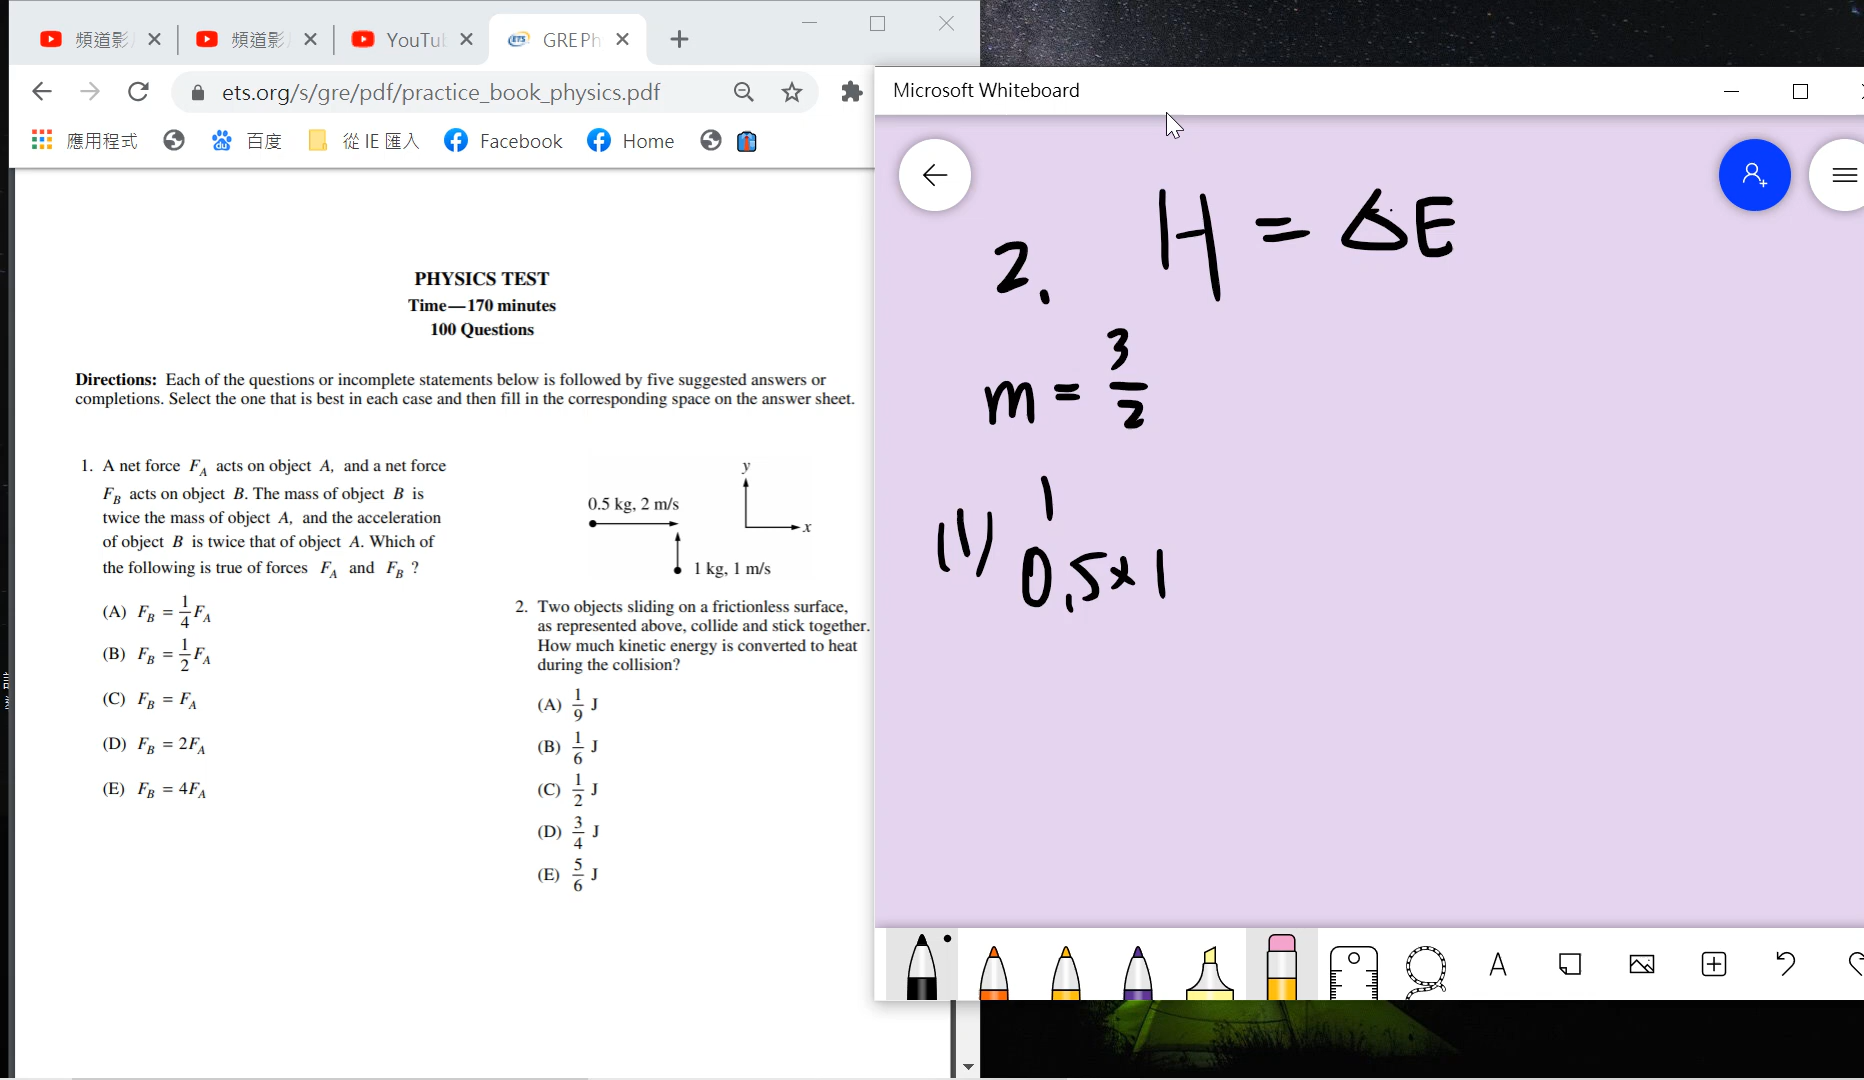 頻道影
頻道影
YouTu
ETS
GRE Ph
ets.org/s/gre/pdf/practice_book_physics.pdf
應用程式
百度
從 IE 匯入
Facebook
Home
PHYSICS TEST
Time—170 minutes
100 Questions
Directions: Each of the questions or incomplete statements below is followed by five suggested answers or
completions. Select the one that is best in each case and then fill in the corresponding space on the answer sheet.
1. A net force F_A acts on object A, and a net force
F_B acts on object B. The mass of object B is
twice the mass of object A, and the acceleration
of object B is twice that of object A. Which of
the following is true of forces F_A and F_B ?
(A) F_B = 1/4 F_A
(B) F_B = 1/2 F_A
(C) F_B = F_A
(D) F_B = 2F_A
(E) F_B = 4F_A
y
0.5 kg, 2 m/s
x
1 kg, 1 m/s
2. Two objects sliding on a frictionless surface,
as represented above, collide and stick together.
How much kinetic energy is converted to heat
during the collision?
(A) 1/9 J
(B) 1/6 J
(C) 1/2 J
(D) 3/4 J
(E) 5/6 J
Microsoft Whiteboard
H = ΔE
2.
m = 3/2
1
(1) 0.5 × 1
A